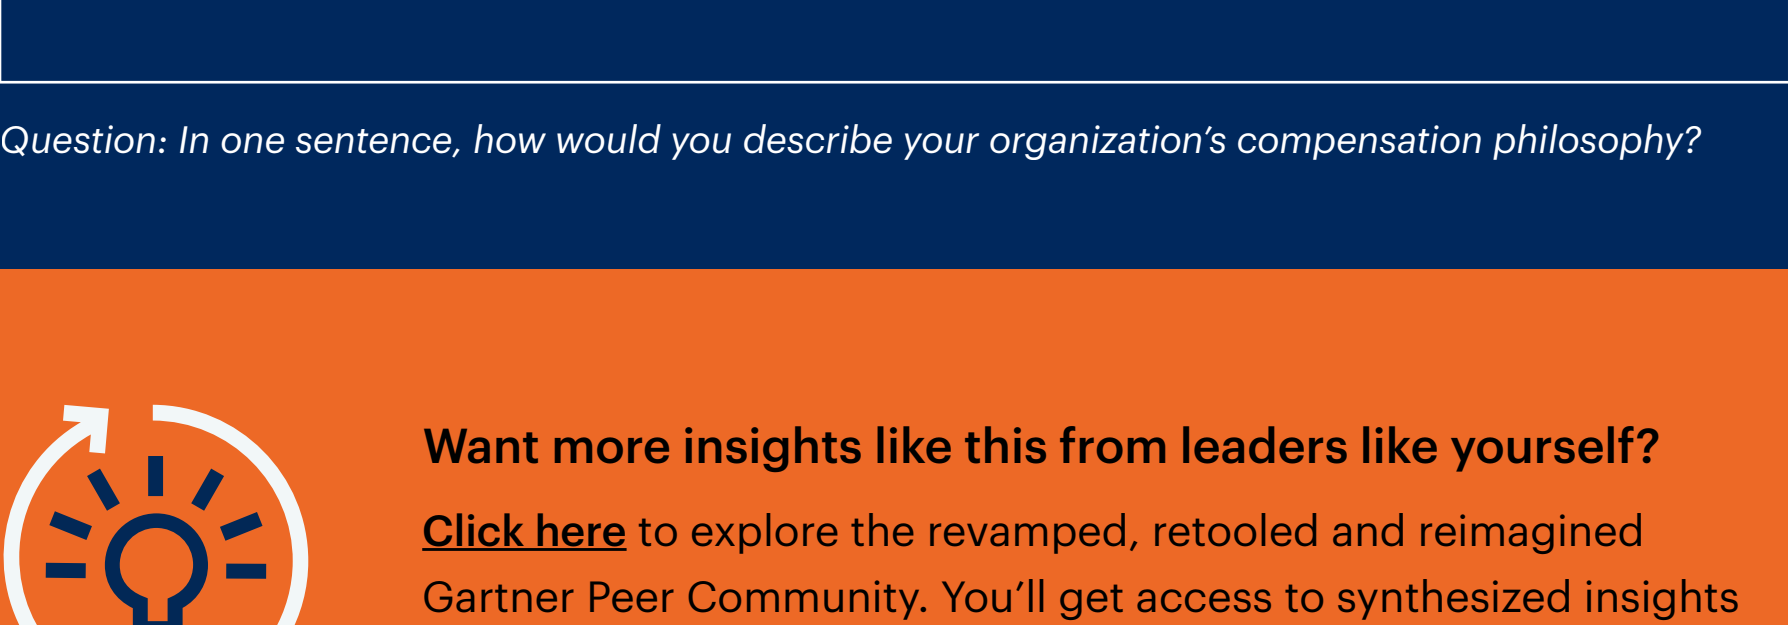 Question: In one sentence, how would you describe your organization’s compensation philosophy?
Want more insights like this from leaders like yourself?
Click here to explore the revamped, retooled and reimagined
Gartner Peer Community. You’ll get access to synthesized insights